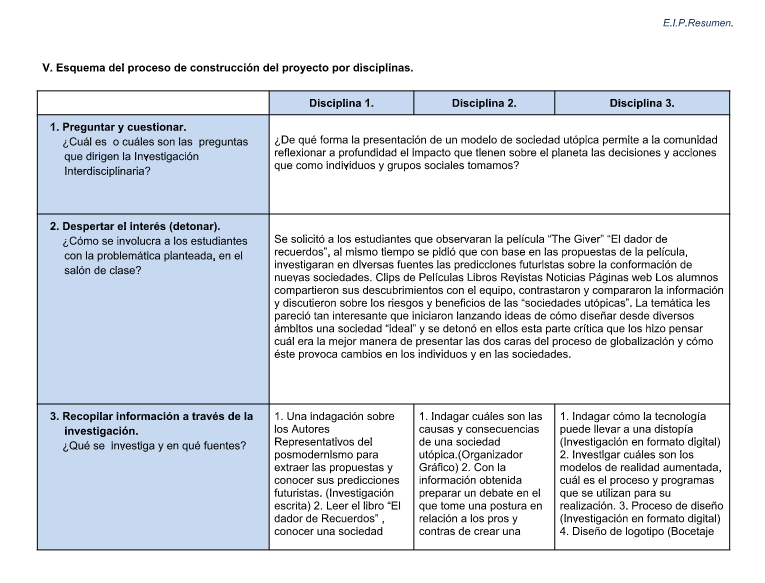 E.I.P.Resumen.
V. Esquema del proceso de construcción del proyecto por disciplinas.
Disciplina 1.
Disciplina 2.
Disciplina 3.
1. Preguntar y cuestionar.
¿Cuál es o cuáles son las preguntas
que dirigen la Investigación
Interdisciplinaria?
¿De qué forma la presentación de un modelo de sociedad utópica permite a la comunidad
reflexionar a profundidad el impacto que tienen sobre el planeta las decisiones y acciones
que como individuos y grupos sociales tomamos?
2. Despertar el interés (detonar).
¿Cómo se involucra a los estudiantes
con la problemática planteada, en el
salón de clase?
Se solicitó a los estudiantes que observaran la película “The Giver” “El dador de
recuerdos”, al mismo tiempo se pidió que con base en las propuestas de la película,
investigaran en diversas fuentes las predicciones futuristas sobre la conformación de
nuevas sociedades. Clips de Películas Libros Revistas Noticias Páginas web Los alumnos
compartieron sus descubrimientos con el equipo, contrastaron y compararon la información
y discutieron sobre los riesgos y beneficios de las “sociedades utópicas”. La temática les
pareció tan interesante que iniciaron lanzando ideas de cómo diseñar desde diversos
ámbitos una sociedad “ideal” y se detonó en ellos esta parte crítica que los hizo pensar
cuál era la mejor manera de presentar las dos caras del proceso de globalización y cómo
éste provoca cambios en los individuos y en las sociedades.
3. Recopilar información a través de la
investigación.
¿Qué se investiga y en qué fuentes?
1. Una indagación sobre
los Autores
Representativos del
posmodernismo para
extraer las propuestas y
conocer sus predicciones
futuristas. (Investigación
escrita) 2. Leer el libro “El
dador de Recuerdos” ,
conocer una sociedad
1. Indagar cuáles son las
causas y consecuencias
de una sociedad
utópica.(Organizador
Gráfico) 2. Con la
información obtenida
preparar un debate en el
que tome una postura en
relación a los pros y
contras de crear una
1. Indagar cómo la tecnología
puede llevar a una distopía
(Investigación en formato digital)
2. Investigar cuáles son los
modelos de realidad aumentada,
cuál es el proceso y programas
que se utilizan para su
realización. 3. Proceso de diseño
(Investigación en formato digital)
4. Diseño de logotipo (Bocetaje